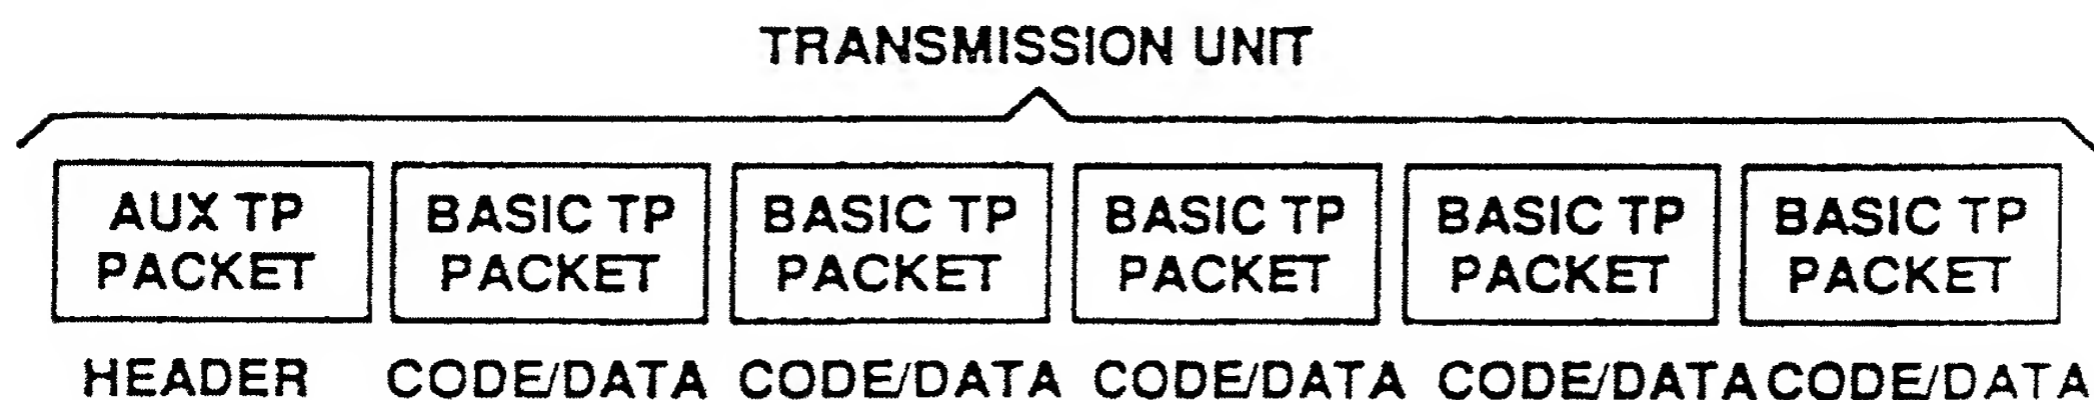 TRANSMISSION UNIT
AUX TP BASIC TP BASIC TP BASIC TP BASIC TP BASIC TP
PACKET PACKET PACKET PACKET PACKET PACKET
HEADER CODE/DATA CODE/DATA CODE/DATA CODE/DATA CODE/DATA